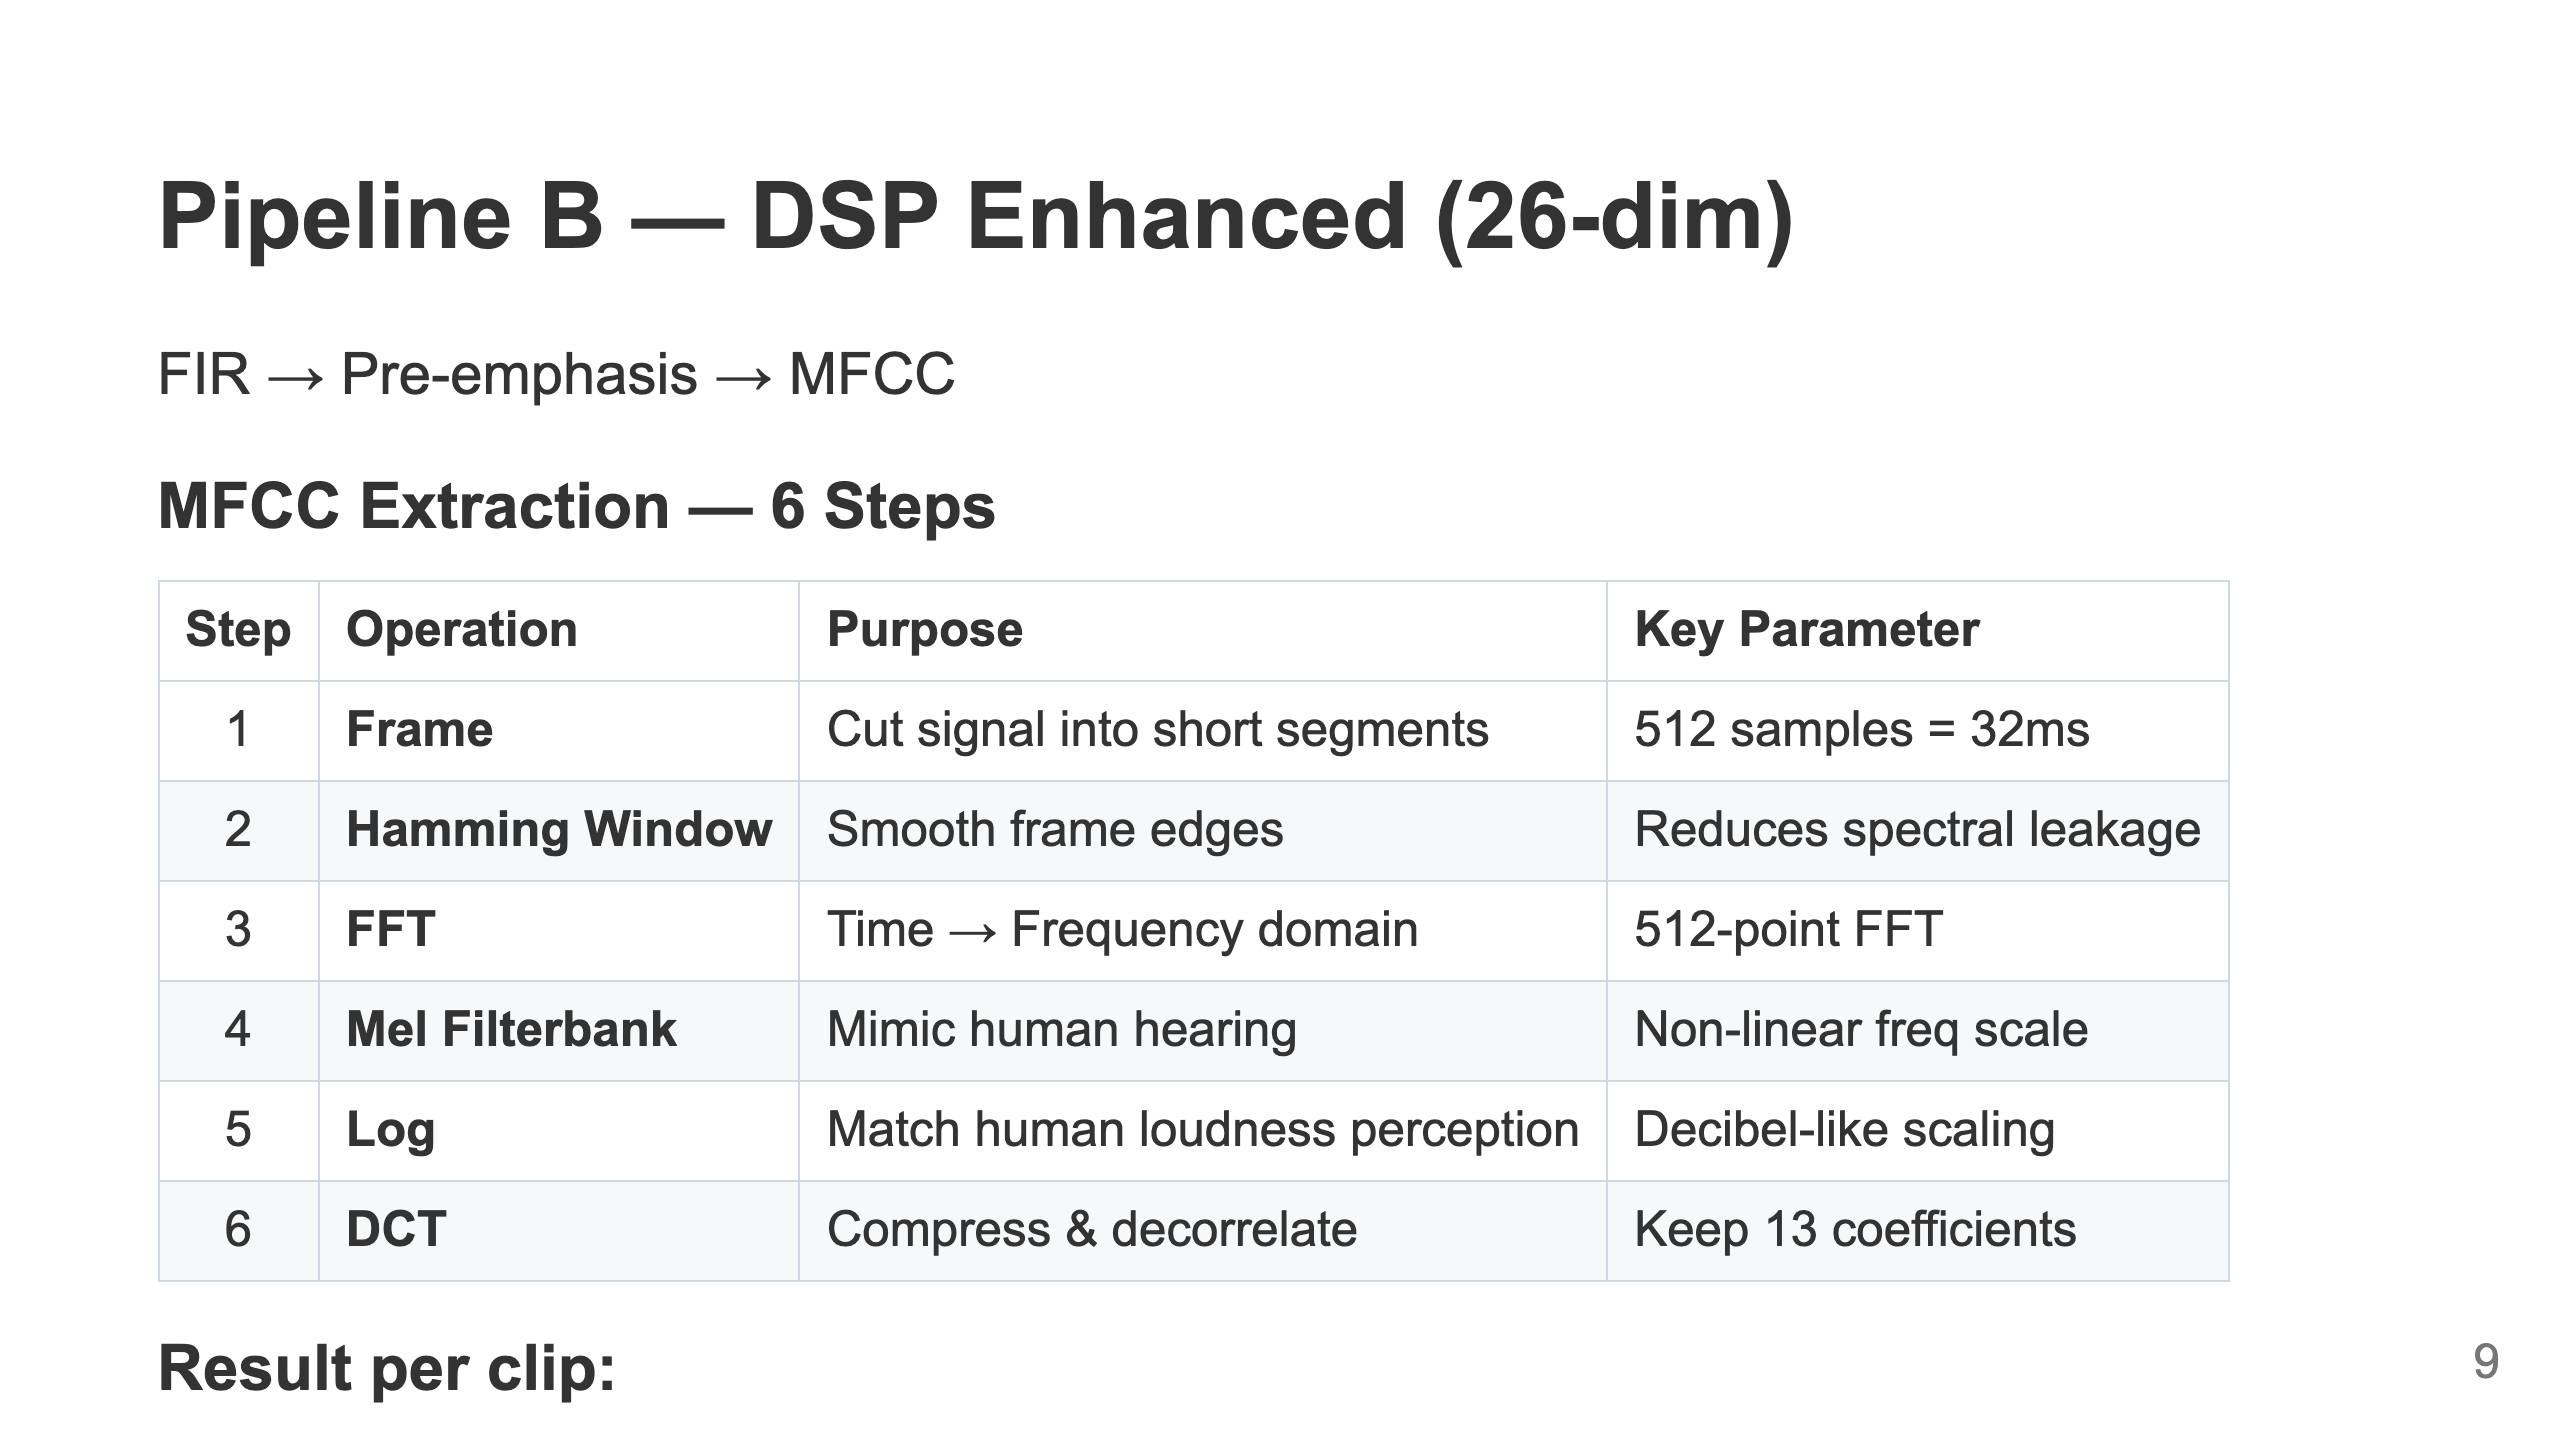 Pipeline B — DSP Enhanced (26-dim)
FIR → Pre-emphasis → MFCC
MFCC Extraction — 6 Steps
Step Operation Purpose Key Parameter
1 Frame Cut signal into short segments 512 samples = 32ms
2 Hamming Window Smooth frame edges Reduces spectral leakage
3 FFT Time → Frequency domain 512-point FFT
4 Mel Filterbank Mimic human hearing Non-linear freq scale
5 Log Match human loudness perception Decibel-like scaling
6 DCT Compress & decorrelate Keep 13 coefficients
Result per clip:
9